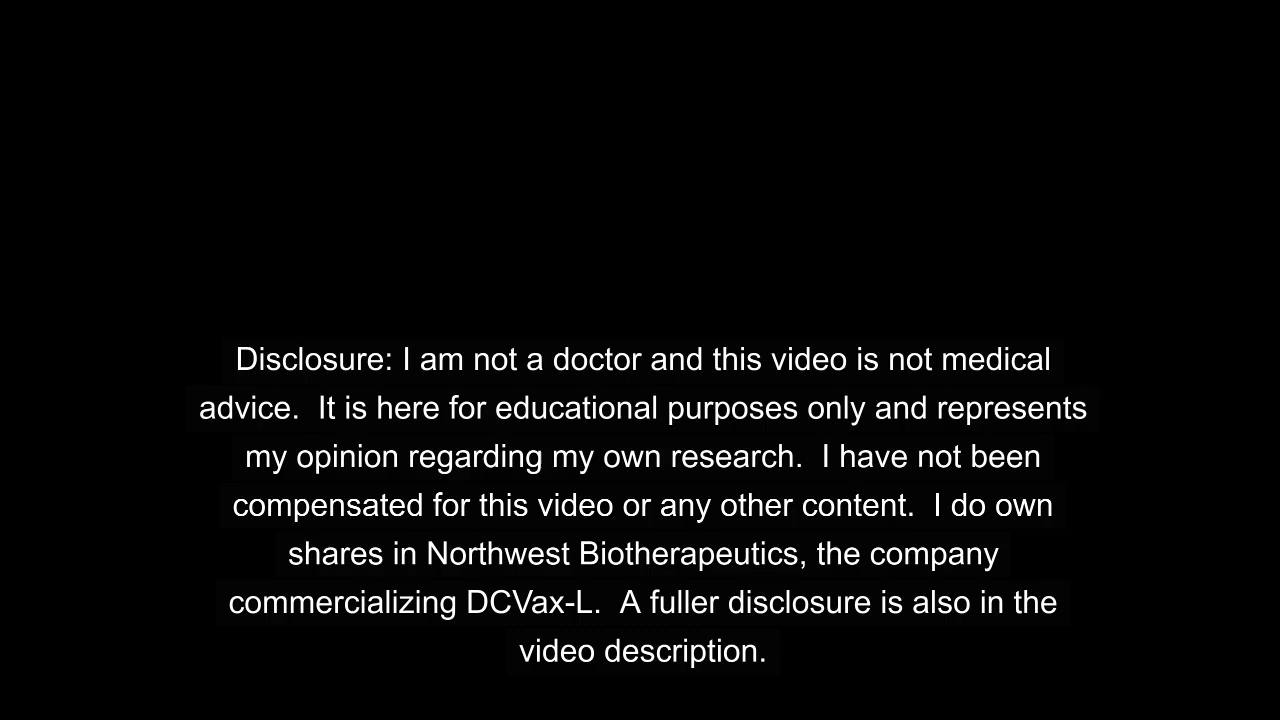 Disclosure: I am not a doctor and this video is not medical
advice.  It is here for educational purposes only and represents
my opinion regarding my own research.  I have not been
compensated for this video or any other content.  I do own
shares in Northwest Biotherapeutics, the company
commercializing DCVax-L.  A fuller disclosure is also in the
video description.